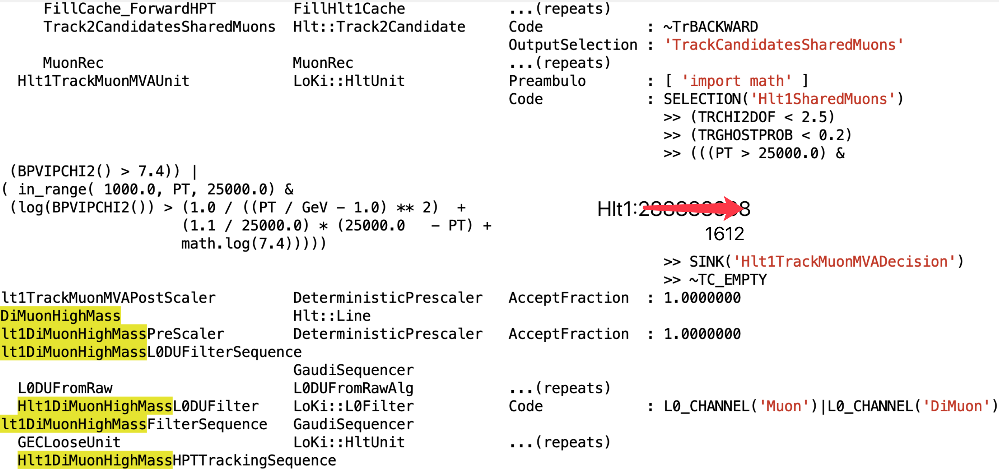 FillCache_ForwardHPT FillHlt1Cache ...(repeats)
Track2CandidatesSharedMuons Hlt::Track2Candidate Code : ~TrBACKWARD
OutputSelection : 'TrackCandidatesSharedMuons'
MuonRec MuonRec ...(repeats)
Hlt1TrackMuonMVAUnit LoKi::HltUnit Preambulo : [ 'import math' ]
Code : SELECTION('Hlt1SharedMuons')
>> (TRCHI2DOF < 2.5)
>> (TRGHOSTPROB < 0.2)
>> (((PT > 25000.0) &
(BPVIPCHI2() > 7.4)) |
( in_range( 1000.0, PT, 25000.0) &
(log(BPVIPCHI2()) > (1.0 / ((PT / GeV - 1.0) ** 2) +
(1.1 / 25000.0) * (25000.0 - PT) +
math.log(7.4)))))
Hlt1:
1612
>> SINK('Hlt1TrackMuonMVADecision')
>> ~TC_EMPTY
lt1TrackMuonMVAPostScaler DeterministicPrescaler AcceptFraction : 1.0000000
DiMuonHighMass Hlt::Line
lt1DiMuonHighMassPreScaler DeterministicPrescaler AcceptFraction : 1.0000000
lt1DiMuonHighMassL0DUFilterSequence
GaudiSequencer
L0DUFromRaw L0DUFromRawAlg ...(repeats)
Hlt1DiMuonHighMassL0DUFilter LoKi::L0Filter Code : L0_CHANNEL('Muon')|L0_CHANNEL('DiMuon')
lt1DiMuonHighMassFilterSequence GaudiSequencer
GECLooseUnit LoKi::HltUnit ...(repeats)
Hlt1DiMuonHighMassHPTTrackingSequence